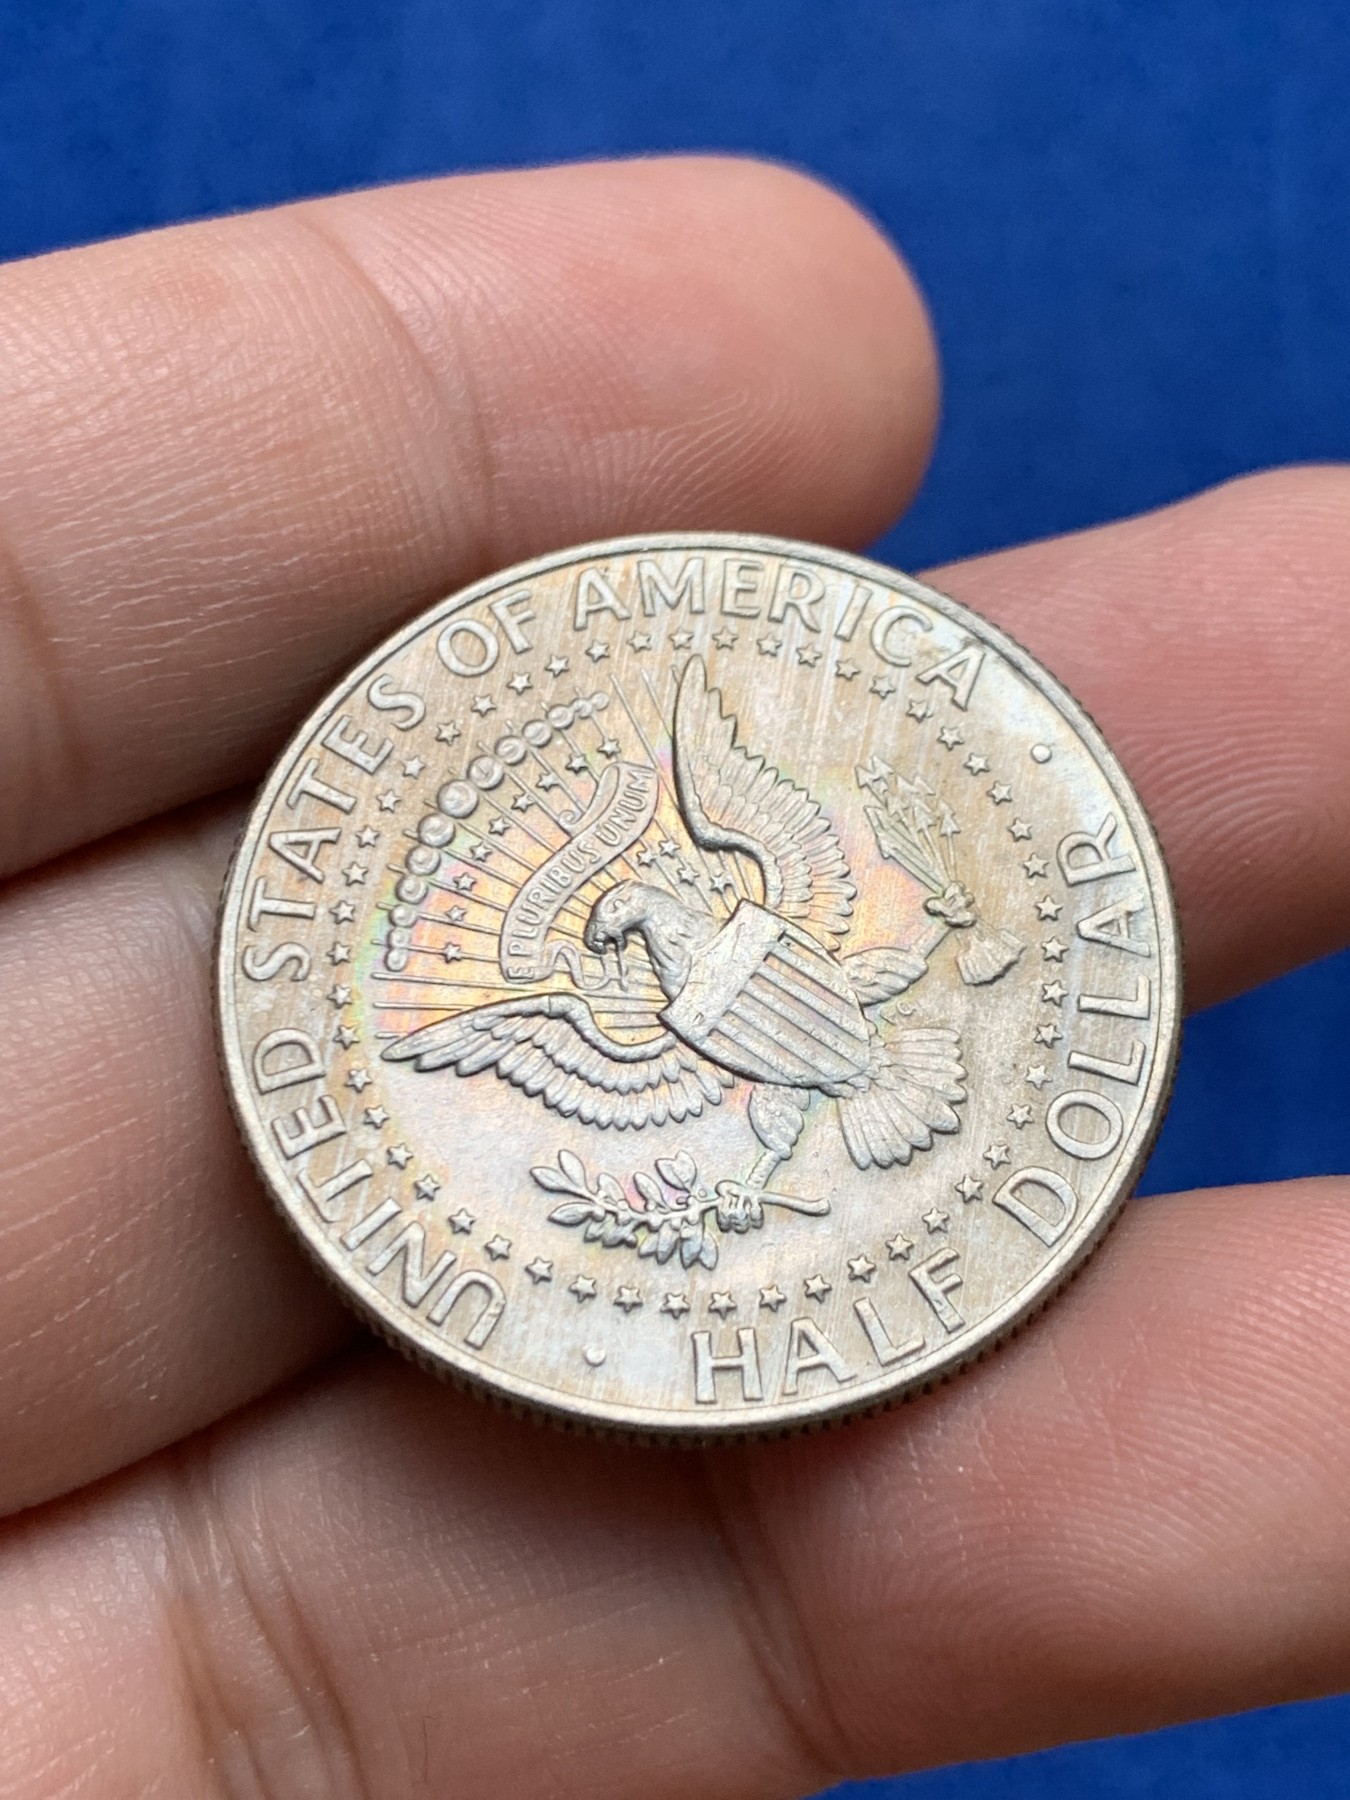 UNITED STATES OF AMERICA
E PLURIBUS UNUM
HALF DOLLAR